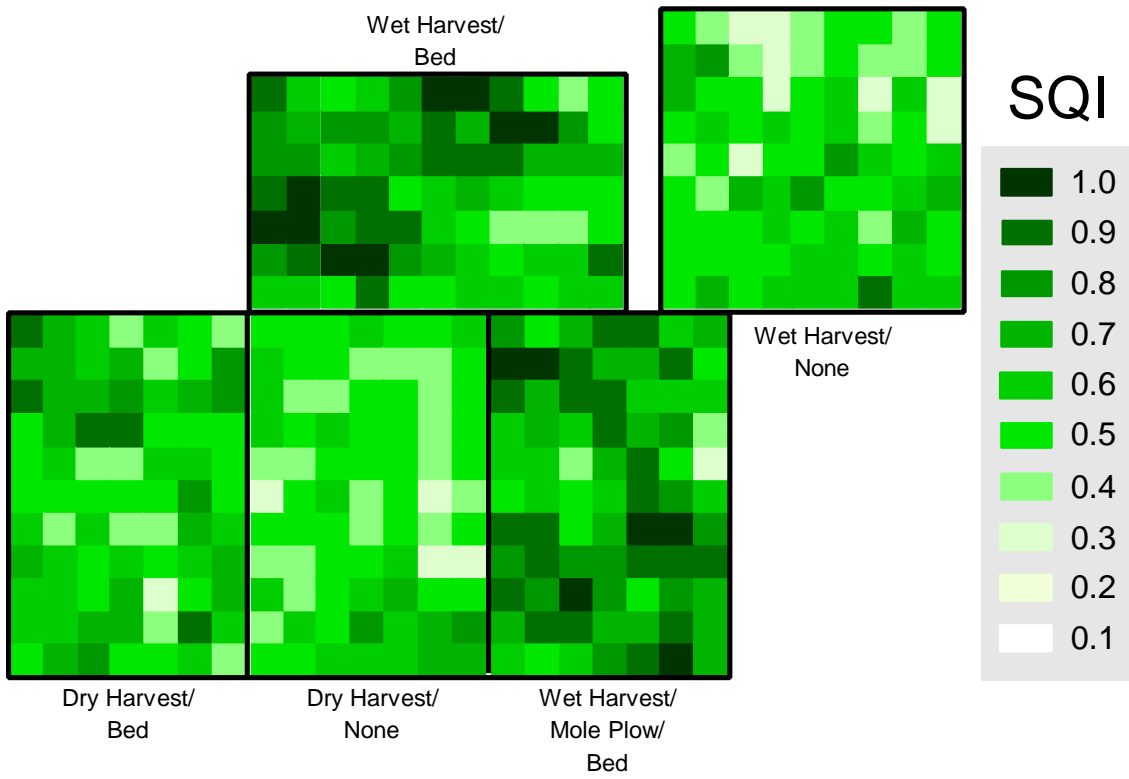 Wet Harvest/
Bed
SQI
1.0
0.9
0.8
0.7
0.6
0.5
0.4
0.3
0.2
0.1
Wet Harvest/
None
Dry Harvest/
Bed
Dry Harvest/
None
Wet Harvest/
Mole Plow/
Bed